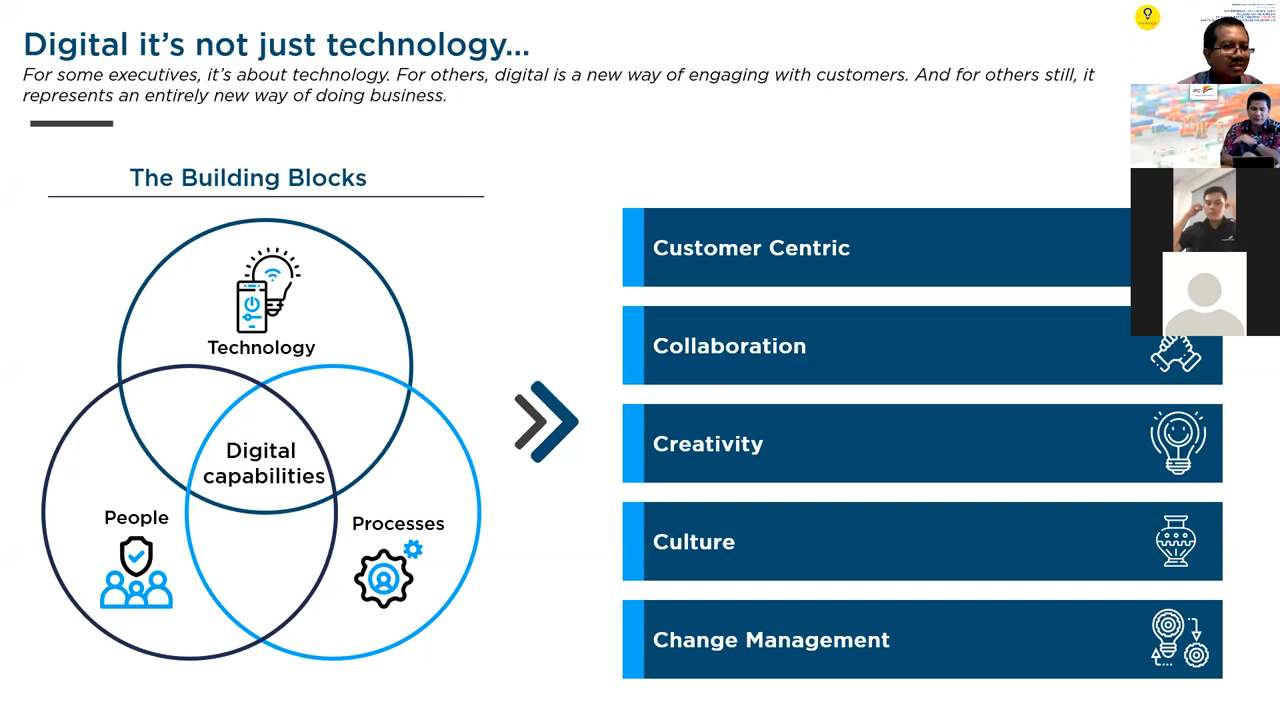 Digital it's not just technology...
For some executives, it's about technology. For others, digital is a new way of engaging with customers. And for others still, it
represents an entirely new way of doing business.
The Building Blocks
Technology
Digital
capabilities
People
Processes
Customer Centric
Collaboration
Creativity
Culture
Change Management
IPC